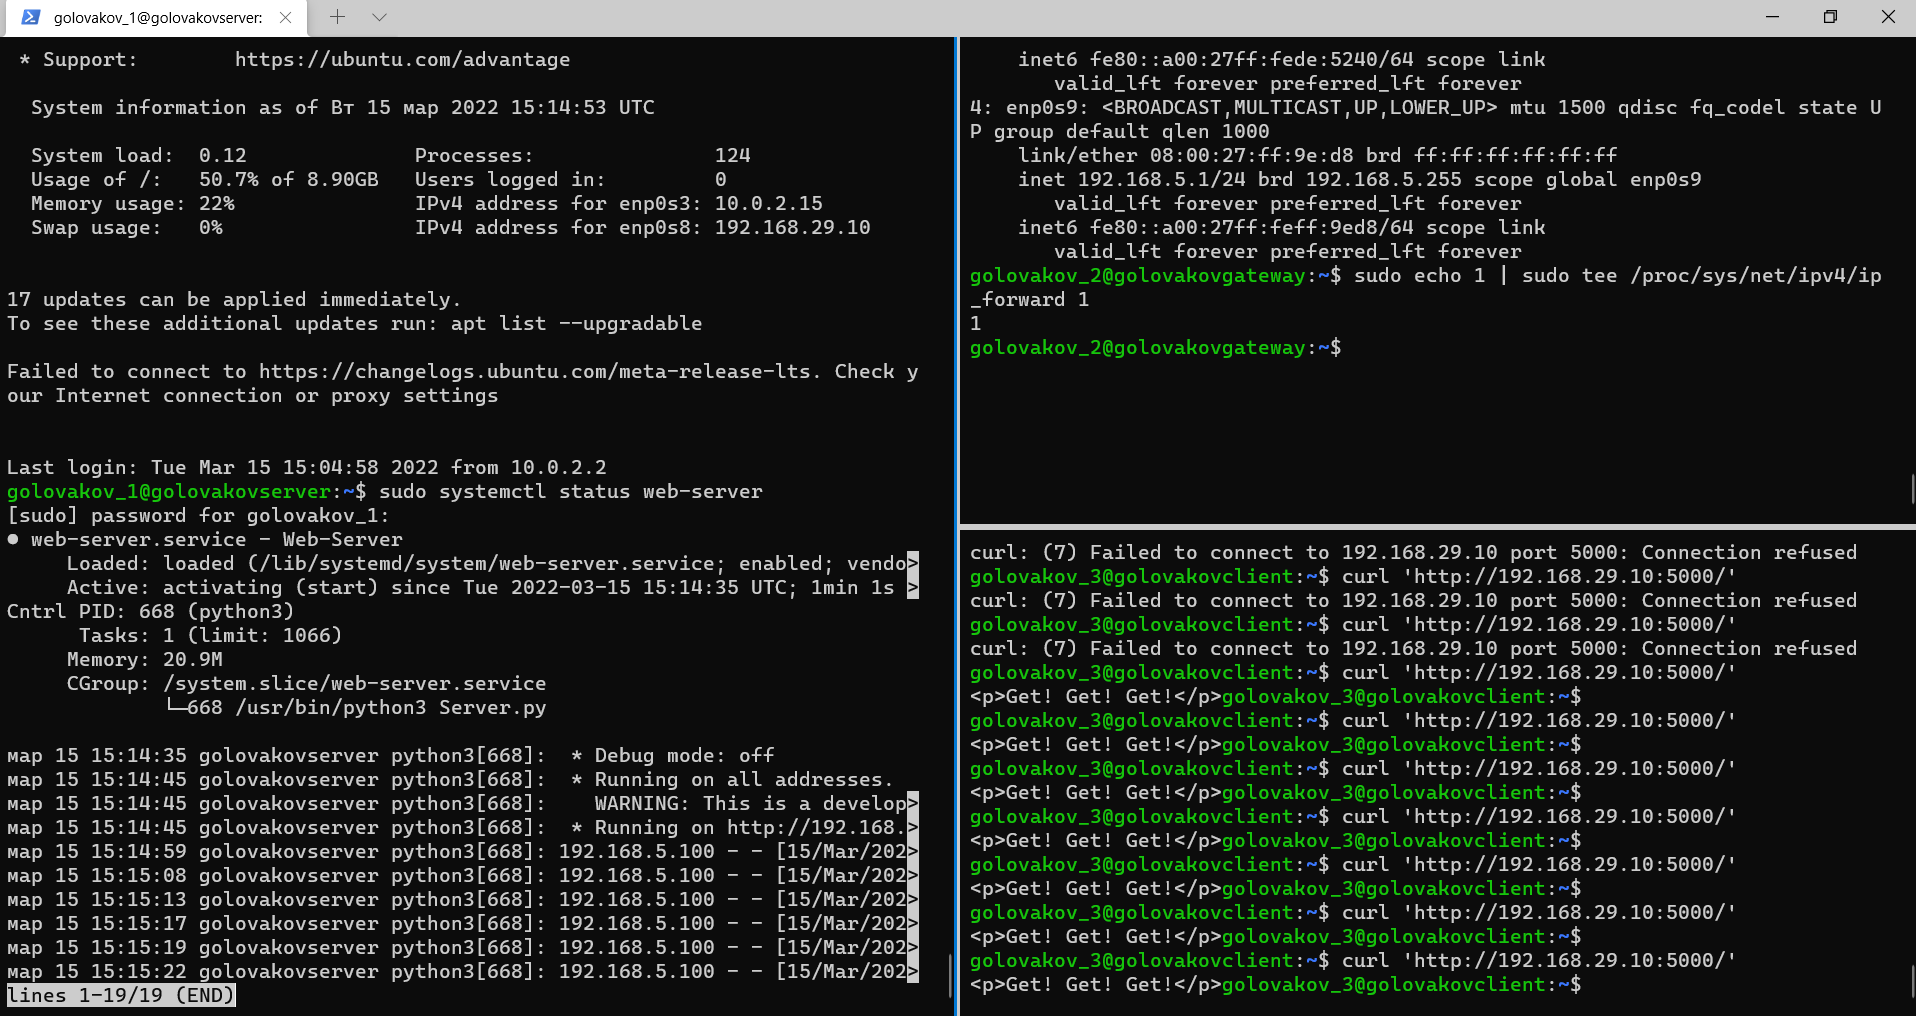 golovakov_1@golovakovserver:
* Support:        https://ubuntu.com/advantage
System information as of Вт 15 мар 2022 15:14:53 UTC
System load:  0.12              Processes:               124
Usage of /:   50.7% of 8.90GB   Users logged in:         0
Memory usage: 22%               IPv4 address for enp0s3: 10.0.2.15
Swap usage:   0%                IPv4 address for enp0s8: 192.168.29.10
17 updates can be applied immediately.
To see these additional updates run: apt list --upgradable
Failed to connect to https://changelogs.ubuntu.com/meta-release-lts. Check y
our Internet connection or proxy settings
Last login: Tue Mar 15 15:04:58 2022 from 10.0.2.2
golovakov_1@golovakovserver:~$ sudo systemctl status web-server
[sudo] password for golovakov_1:
● web-server.service - Web-Server
Loaded: loaded (/lib/systemd/system/web-server.service; enabled; vendo>
Active: activating (start) since Tue 2022-03-15 15:14:35 UTC; 1min 1s >
Cntrl PID: 668 (python3)
Tasks: 1 (limit: 1066)
Memory: 20.9M
CGroup: /system.slice/web-server.service
└─668 /usr/bin/python3 Server.py
мар 15 15:14:35 golovakovserver python3[668]:  * Debug mode: off
мар 15 15:14:45 golovakovserver python3[668]:  * Running on all addresses.
мар 15 15:14:45 golovakovserver python3[668]:    WARNING: This is a develop>
мар 15 15:14:45 golovakovserver python3[668]:  * Running on http://192.168.>
мар 15 15:14:59 golovakovserver python3[668]: 192.168.5.100 - - [15/Mar/202>
мар 15 15:15:08 golovakovserver python3[668]: 192.168.5.100 - - [15/Mar/202>
мар 15 15:15:13 golovakovserver python3[668]: 192.168.5.100 - - [15/Mar/202>
мар 15 15:15:17 golovakovserver python3[668]: 192.168.5.100 - - [15/Mar/202>
мар 15 15:15:19 golovakovserver python3[668]: 192.168.5.100 - - [15/Mar/202>
мар 15 15:15:22 golovakovserver python3[668]: 192.168.5.100 - - [15/Mar/202>
lines 1-19/19 (END)
inet6 fe80::a00:27ff:fede:5240/64 scope link
valid_lft forever preferred_lft forever
4: enp0s9: <BROADCAST,MULTICAST,UP,LOWER_UP> mtu 1500 qdisc fq_codel state U
P group default qlen 1000
link/ether 08:00:27:ff:9e:d8 brd ff:ff:ff:ff:ff:ff
inet 192.168.5.1/24 brd 192.168.5.255 scope global enp0s9
valid_lft forever preferred_lft forever
inet6 fe80::a00:27ff:feff:9ed8/64 scope link
valid_lft forever preferred_lft forever
golovakov_2@golovakovgateway:~$ sudo echo 1 | sudo tee /proc/sys/net/ipv4/ip
_forward 1
1
golovakov_2@golovakovgateway:~$
curl: (7) Failed to connect to 192.168.29.10 port 5000: Connection refused
golovakov_3@golovakovclient:~$ curl 'http://192.168.29.10:5000/'
curl: (7) Failed to connect to 192.168.29.10 port 5000: Connection refused
golovakov_3@golovakovclient:~$ curl 'http://192.168.29.10:5000/'
curl: (7) Failed to connect to 192.168.29.10 port 5000: Connection refused
golovakov_3@golovakovclient:~$ curl 'http://192.168.29.10:5000/'
<p>Get! Get! Get!</p>golovakov_3@golovakovclient:~$
golovakov_3@golovakovclient:~$ curl 'http://192.168.29.10:5000/'
<p>Get! Get! Get!</p>golovakov_3@golovakovclient:~$
golovakov_3@golovakovclient:~$ curl 'http://192.168.29.10:5000/'
<p>Get! Get! Get!</p>golovakov_3@golovakovclient:~$
golovakov_3@golovakovclient:~$ curl 'http://192.168.29.10:5000/'
<p>Get! Get! Get!</p>golovakov_3@golovakovclient:~$
golovakov_3@golovakovclient:~$ curl 'http://192.168.29.10:5000/'
<p>Get! Get! Get!</p>golovakov_3@golovakovclient:~$
golovakov_3@golovakovclient:~$ curl 'http://192.168.29.10:5000/'
<p>Get! Get! Get!</p>golovakov_3@golovakovclient:~$
golovakov_3@golovakovclient:~$ curl 'http://192.168.29.10:5000/'
<p>Get! Get! Get!</p>golovakov_3@golovakovclient:~$